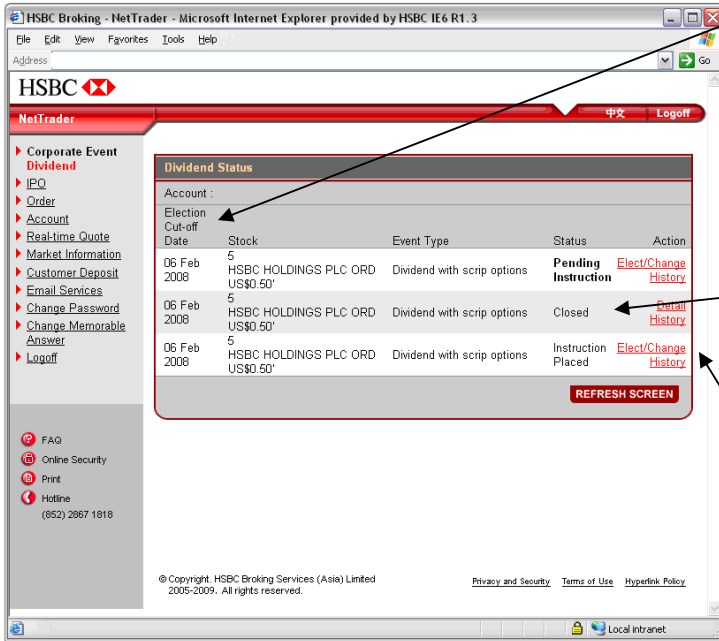 HSBC Broking - NetTrader - Microsoft Internet Explorer provided by HSBC IE6 R1.3
File Edit View Favorites Tools Help
Address Go
HSBC
NetTrader
中文 Logoff
Corporate Event
Dividend
IPO
Order
Account
Real-time Quote
Market Information
Customer Deposit
Email Services
Change Password
Change Memorable
Answer
Logoff
FAQ
Online Security
Print
Hotline
(852) 2867 1818
Dividend Status
Account :
Election
Cut-off
Date Stock Event Type Status Action
06 Feb
2008
5
HSBC HOLDINGS PLC ORD
US$0.50'
Dividend with scrip options
Pending
Instruction
Elect/Change
History
06 Feb
2008
5
HSBC HOLDINGS PLC ORD
US$0.50'
Dividend with scrip options
Closed
Detail
History
06 Feb
2008
5
HSBC HOLDINGS PLC ORD
US$0.50'
Dividend with scrip options
Instruction
Placed
Elect/Change
History
REFRESH SCREEN
© Copyright. HSBC Broking Services (Asia) Limited
2005-2009. All rights reserved.
Privacy and Security Terms of Use Hyperlink Policy
Local intranet